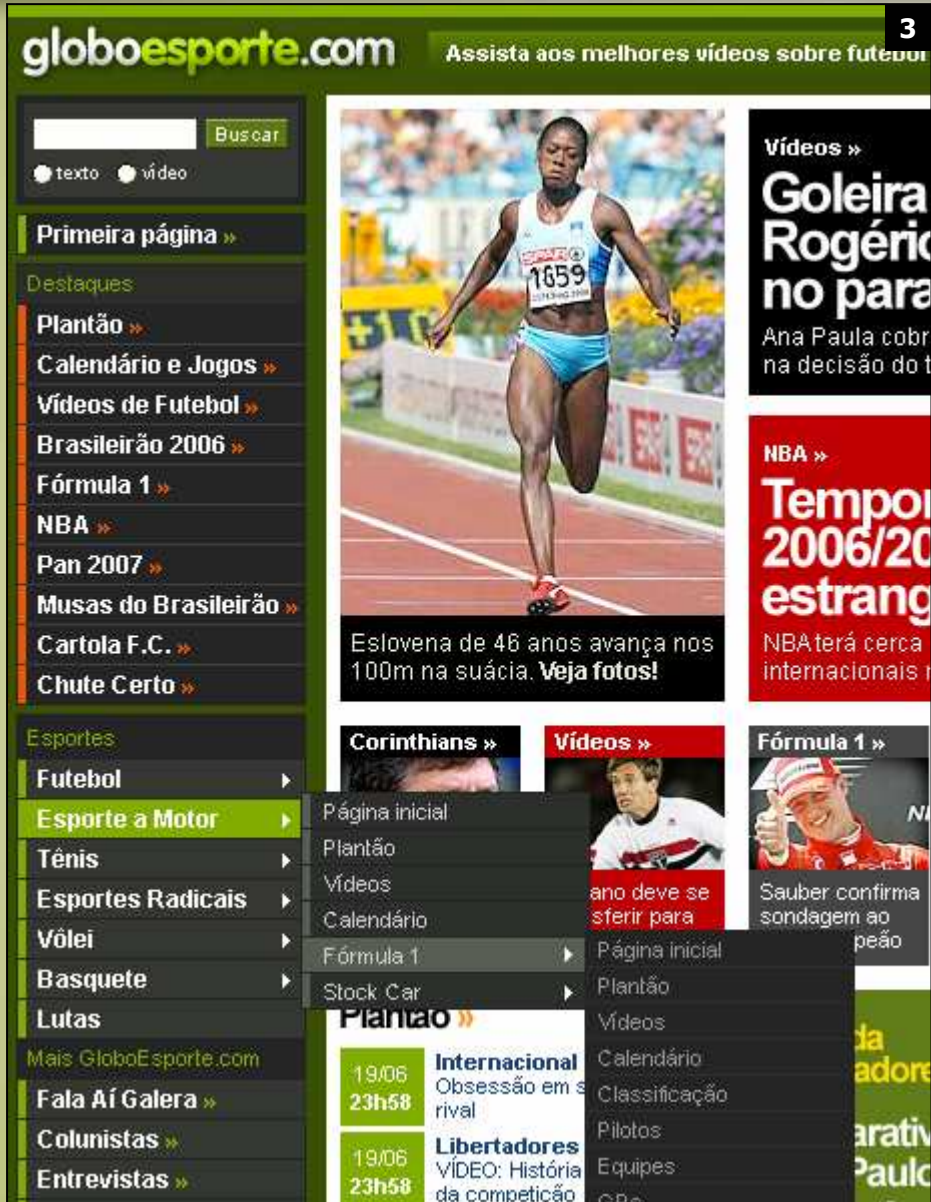 globoesporte.com
Assista aos melhores vídeos sobre futebol
3
Buscar
texto vídeo
Primeira página »
Destaques
Plantão »
Calendário e Jogos »
Vídeos de Futebol »
Brasileirão 2006 »
Fórmula 1 »
NBA »
Pan 2007 »
Musas do Brasileirão »
Cartola F.C. »
Chute Certo »
Esportes
Futebol
Esporte a Motor
Tênis
Esportes Radicais
Vôlei
Basquete
Lutas
Mais GloboEsporte.com
Fala Aí Galera »
Colunistas »
Entrevistas »
Página inicial
Plantão
Vídeos
Calendário
Fórmula 1
Stock Car
Página inicial
Plantão
Vídeos
Calendário
Classificação
Pilotos
Equipes
SPAR
1659
Eslovena de 46 anos avança nos
100m na suácia. Veja fotos!
Vídeos »
Goleira
Rogério
no para
Ana Paula cobr
na decisão do t
NBA »
Tempor
2006/20
estrang
NBA terá cerca
internacionais
Corinthians »
Vídeos »
ano deve se
sferir para
Fórmula 1 »
Sauber confirma
sondagem ao
peão
Plantão »
19/06
23h58
Internacional
Obsessão em s
rival
19/06
23h58
Libertadores
VÍDEO: História
da competição
da
adore
arativ
Paulo